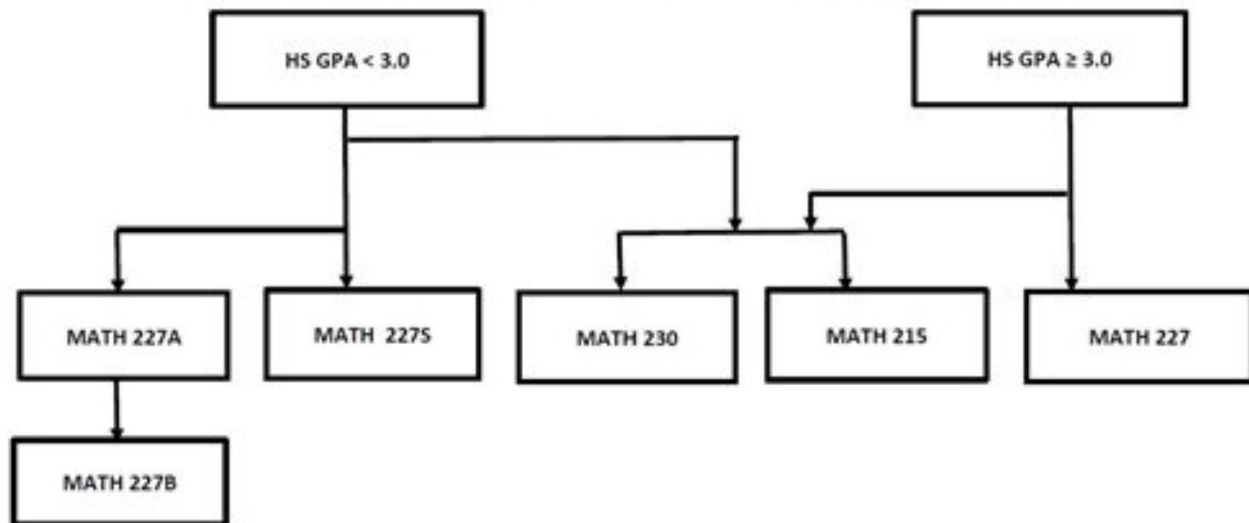 HS GPA < 3.0
HS GPA ≥ 3.0
MATH 227A
MATH 227S
MATH 230
MATH 215
MATH 227
MATH 227B